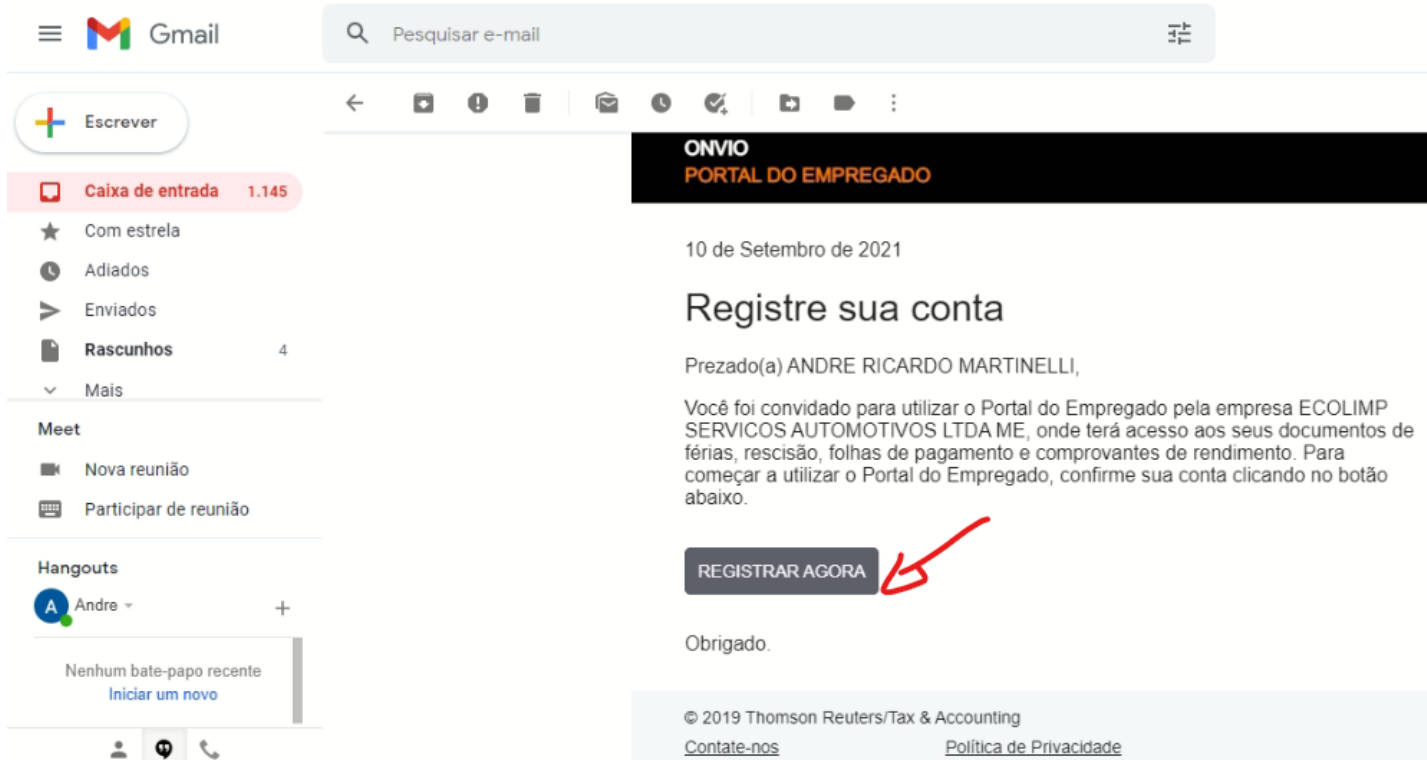 Gmail
Pesquisar e-mail
Escrever
Caixa de entrada 1.145
Com estrela
Adiados
Enviados
Rascunhos 4
Mais
Meet
Nova reunião
Participar de reunião
Hangouts
A Andre
Nenhum bate-papo recente
Iniciar um novo
ONVIO
PORTAL DO EMPREGADO
10 de Setembro de 2021
Registre sua conta
Prezado(a) ANDRE RICARDO MARTINELLI,
Você foi convidado para utilizar o Portal do Empregado pela empresa ECOLIMP
SERVICOS AUTOMOTIVOS LTDA ME, onde terá acesso aos seus documentos de
férias, rescisão, folhas de pagamento e comprovantes de rendimento. Para
começar a utilizar o Portal do Empregado, confirme sua conta clicando no botão
abaixo.
REGISTRAR AGORA
Obrigado.
© 2019 Thomson Reuters/Tax & Accounting
Contate-nos Política de Privacidade